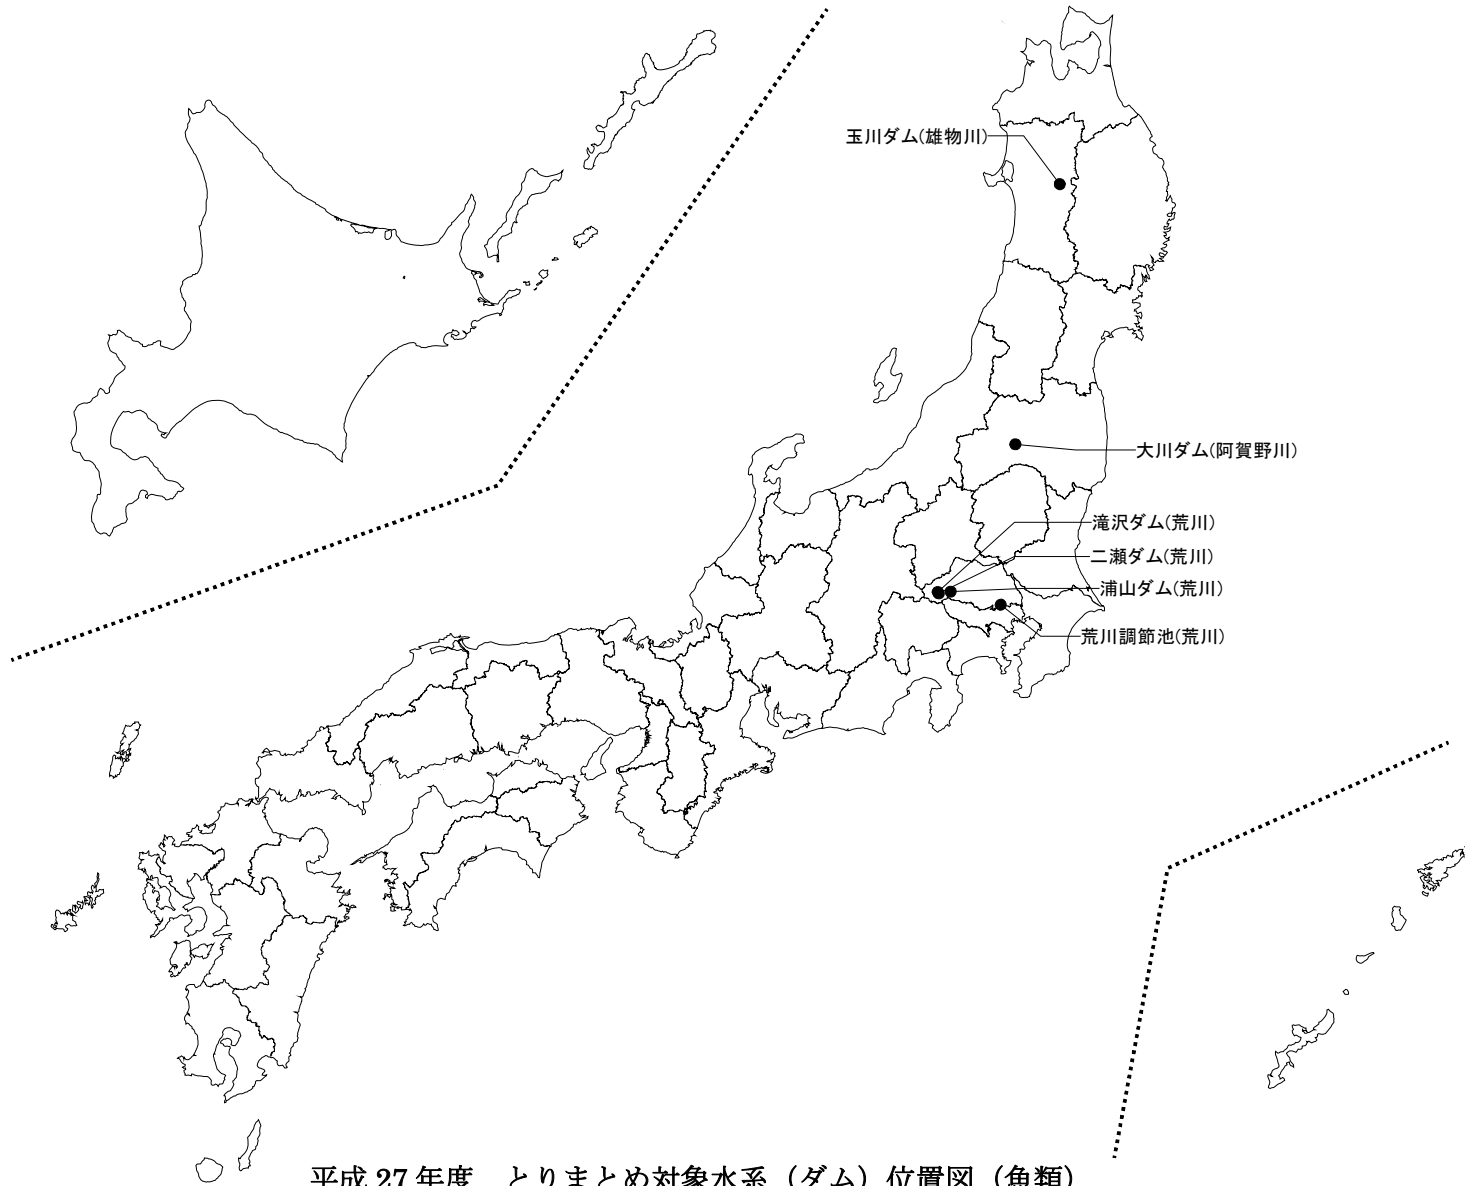 玉川ダム(雄物川)
大川ダム(阿賀野川)
滝沢ダム(荒川)
二瀬ダム(荒川)
浦山ダム(荒川)
荒川調節池(荒川)
平成 27 年度　とりまとめ対象水系（ダム）位置図（魚類）